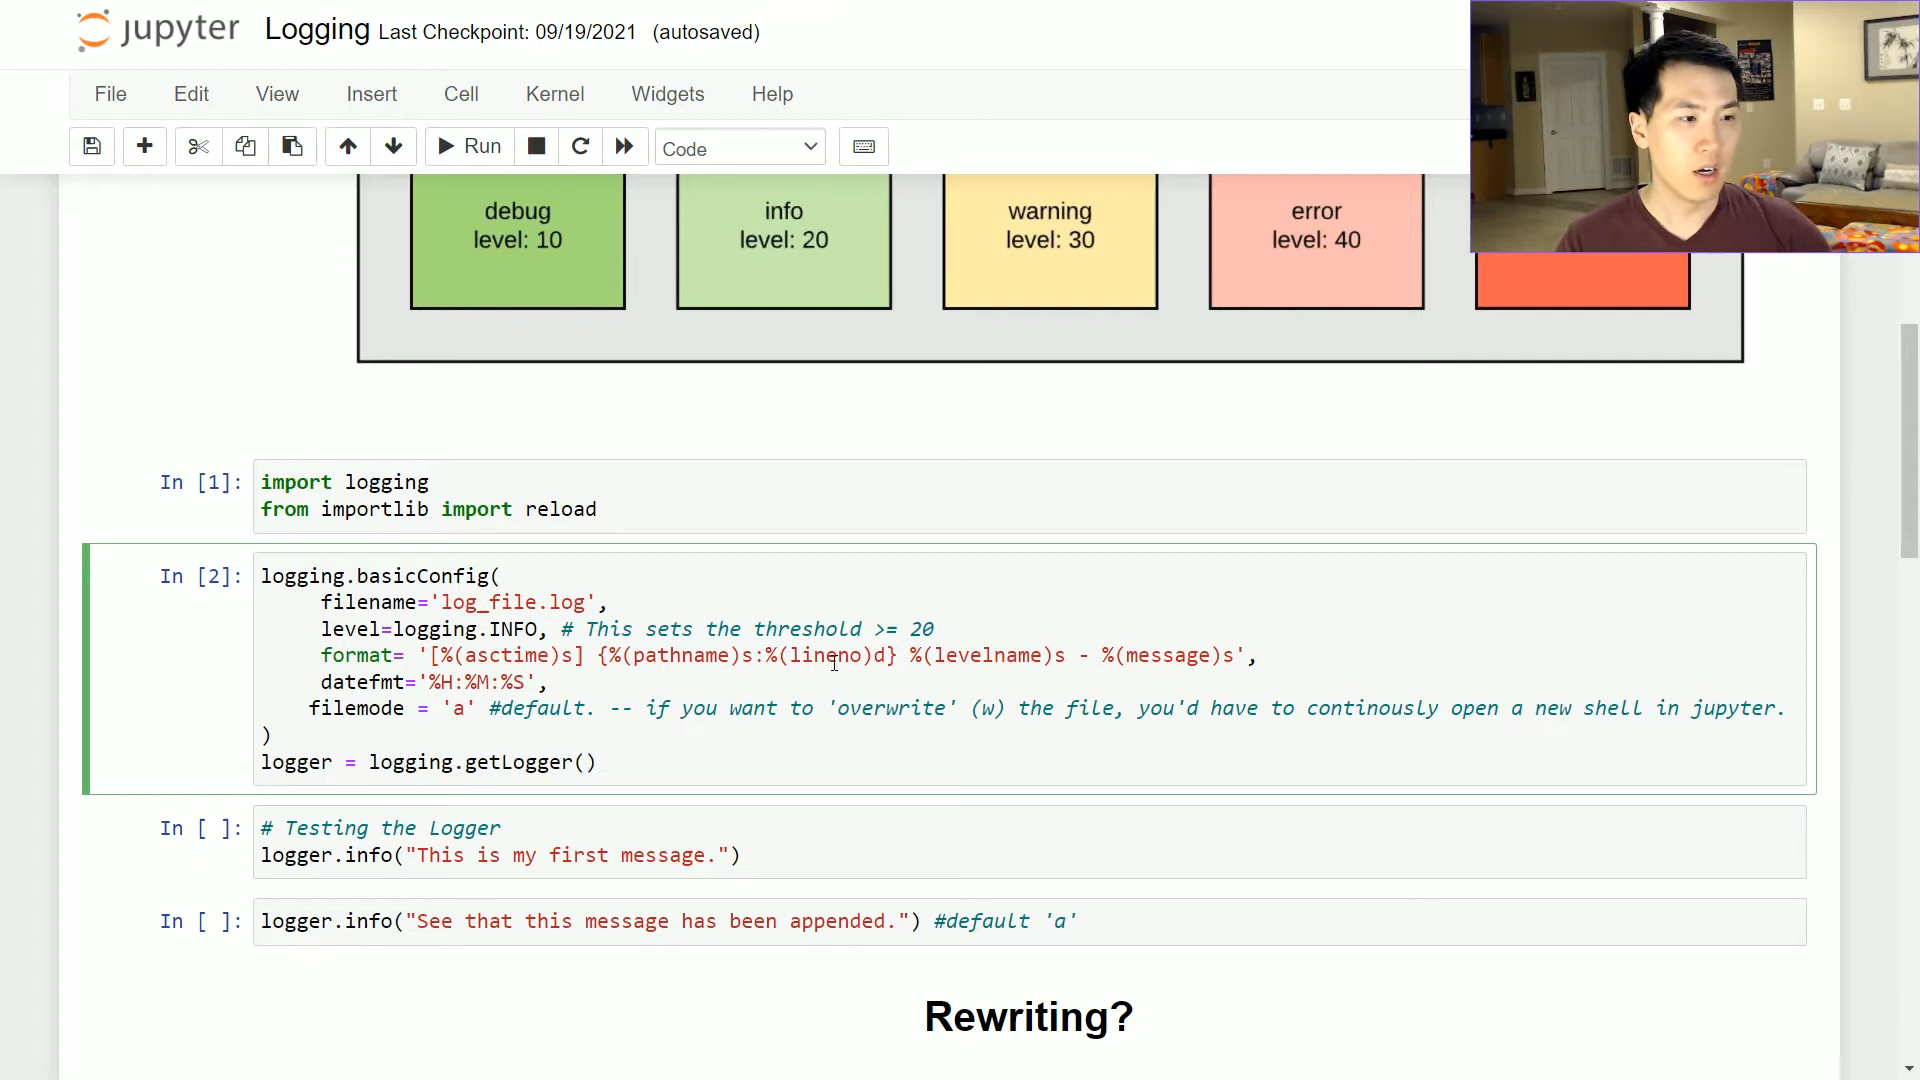 jupyter Logging Last Checkpoint: 09/19/2021 (autosaved)
File Edit View Insert Cell Kernel Widgets Help
Run Code
debug
level: 10
info
level: 20
warning
level: 30
error
level: 40
In [1]: import logging
from importlib import reload
In [2]: logging.basicConfig(
filename='log_file.log',
level=logging.INFO, # This sets the threshold >= 20
format= '[%(asctime)s] {%(pathname)s:%(lineno)d} %(levelname)s - %(message)s',
datefmt='%H:%M:%S',
filemode = 'a' #default. -- if you want to 'overwrite' (w) the file, you'd have to continously open a new shell in jupyter.
)
logger = logging.getLogger()
In [ ]: # Testing the Logger
logger.info("This is my first message.")
In [ ]: logger.info("See that this message has been appended.") #default 'a'
Rewriting?